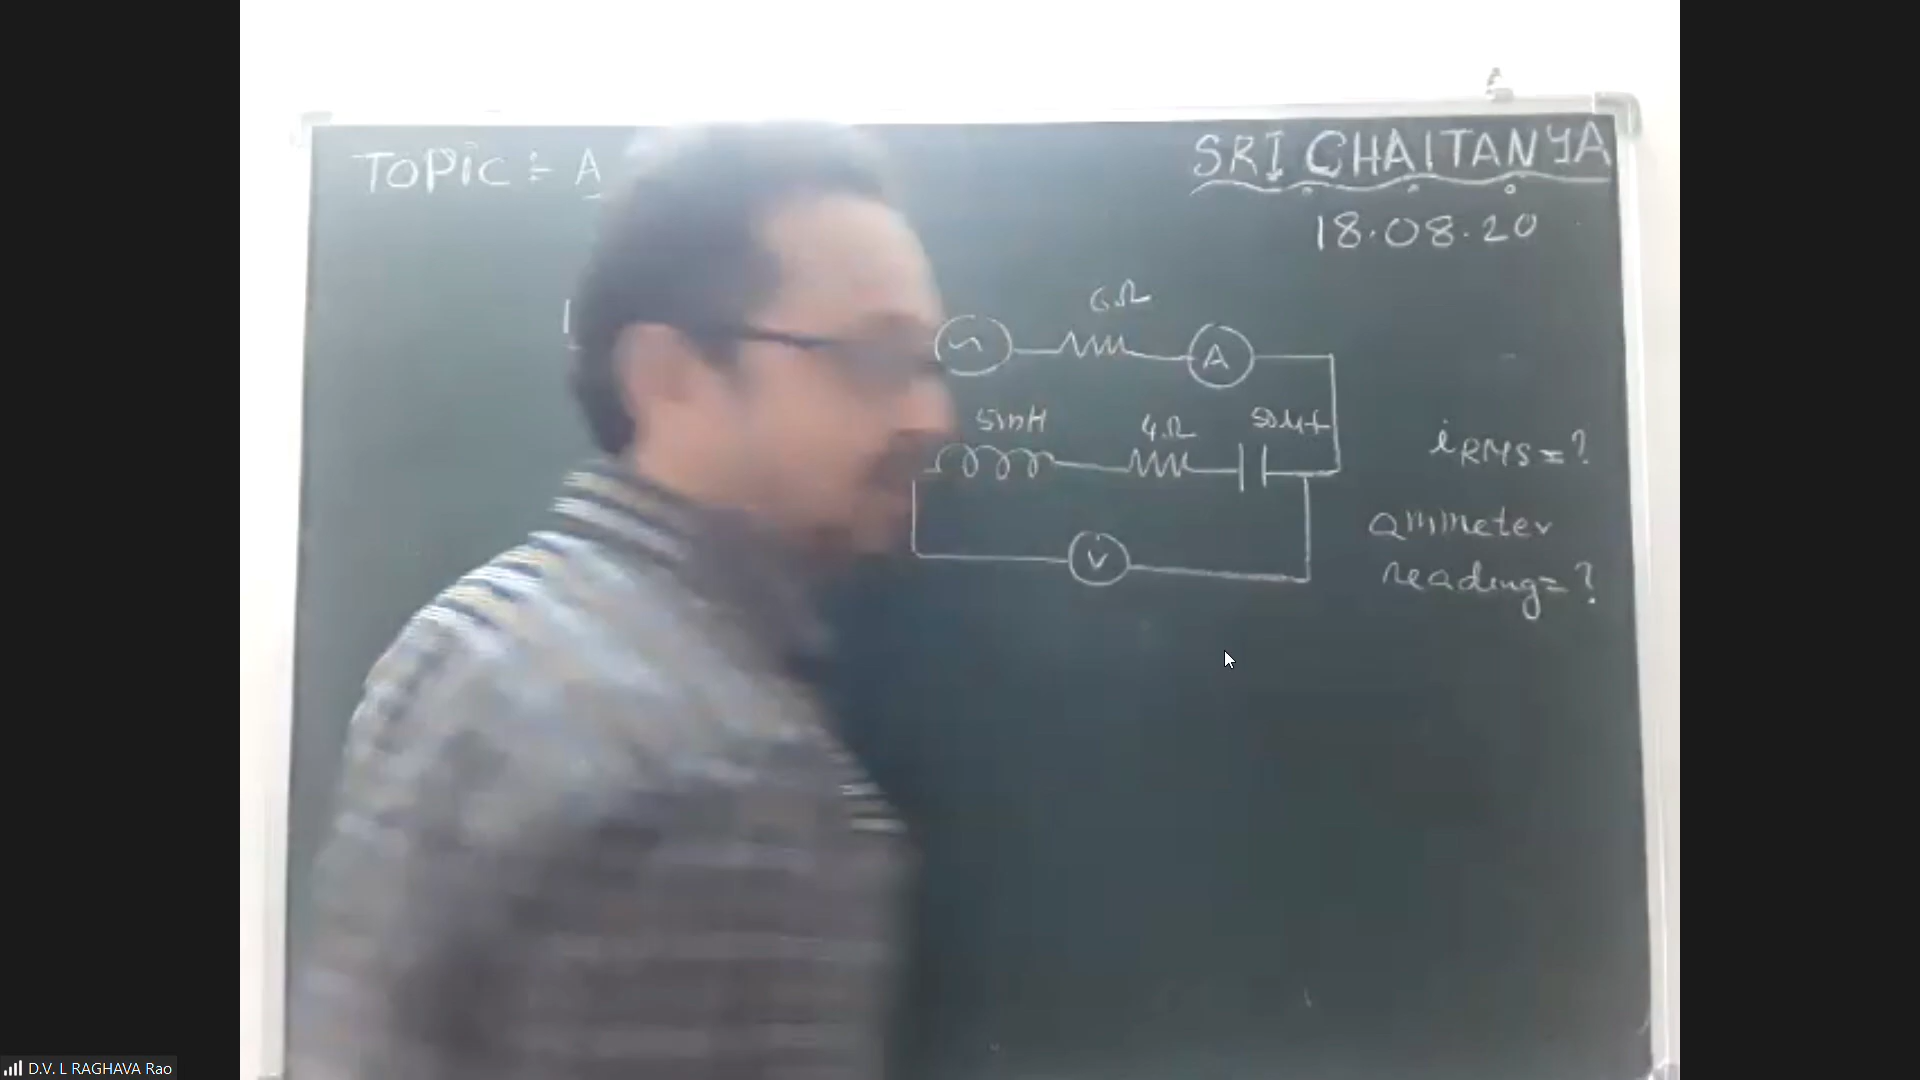 TOPIC :- A
SRI CHAITANYA
18.08.20
6Ω
A
5mH
4Ω
50μf
V
iRMS = ?
ammeter
reading = ?
D.V. L RAGHAVA Rao